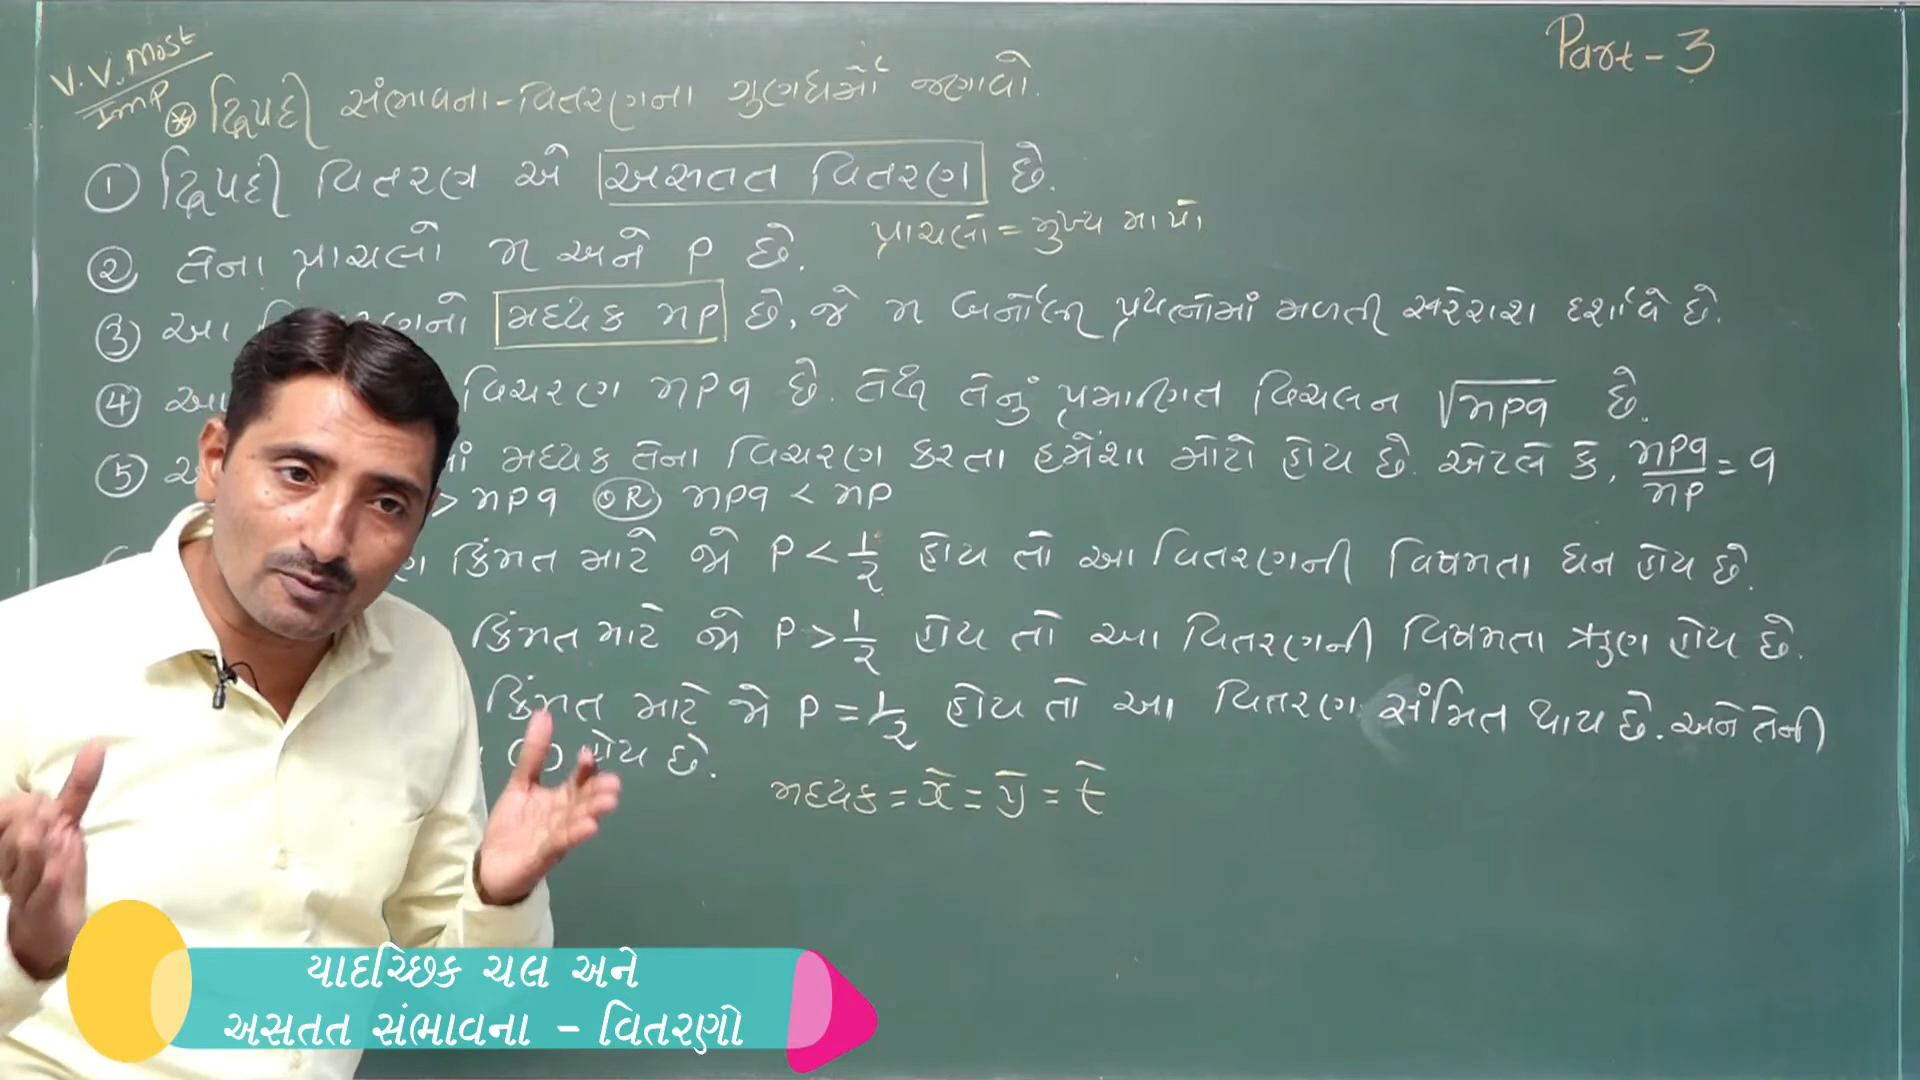 V. V. Most
Imp
Part - 3
* દ્વિપદી સંભાવના-વિતરણના ગુણધર્મો જણાવો.
① દ્વિપદી વિતરણ એ અસતત વિતરણ છે.
પ્રાચલો = મુખ્ય માપો
② તેના પ્રાચલો n અને P છે.
③ આ મધ્યક nP છે, જે n બર્નોલી પ્રયત્નોમાં મળતી સરેરાશ દર્શાવે છે.
④ વિચરણ nPq છે. તથા તેનું પ્રમાણિત વિચલન √nPq છે.
⑤ મધ્યક તેના વિચરણ કરતા હંમેશા મોટો હોય છે. એટલે કે, nPq/nP = q
> nPq OR nPq < nP
કિંમત માટે જો P < 1/2 હોય તો આ વિતરણની વિષમતા ધન હોય છે.
કિંમત માટે જો P > 1/2 હોય તો આ વિતરણની વિષમતા ઋણ હોય છે.
કિંમત માટે જો P = 1/2 હોય તો આ વિતરણ સંમિત થાય છે. અને તેની
હોય છે.
મધ્યક = x̄ = ȳ = t̄
યાદચ્છિક ચલ અને
અસતત સંભાવના - વિતરણો